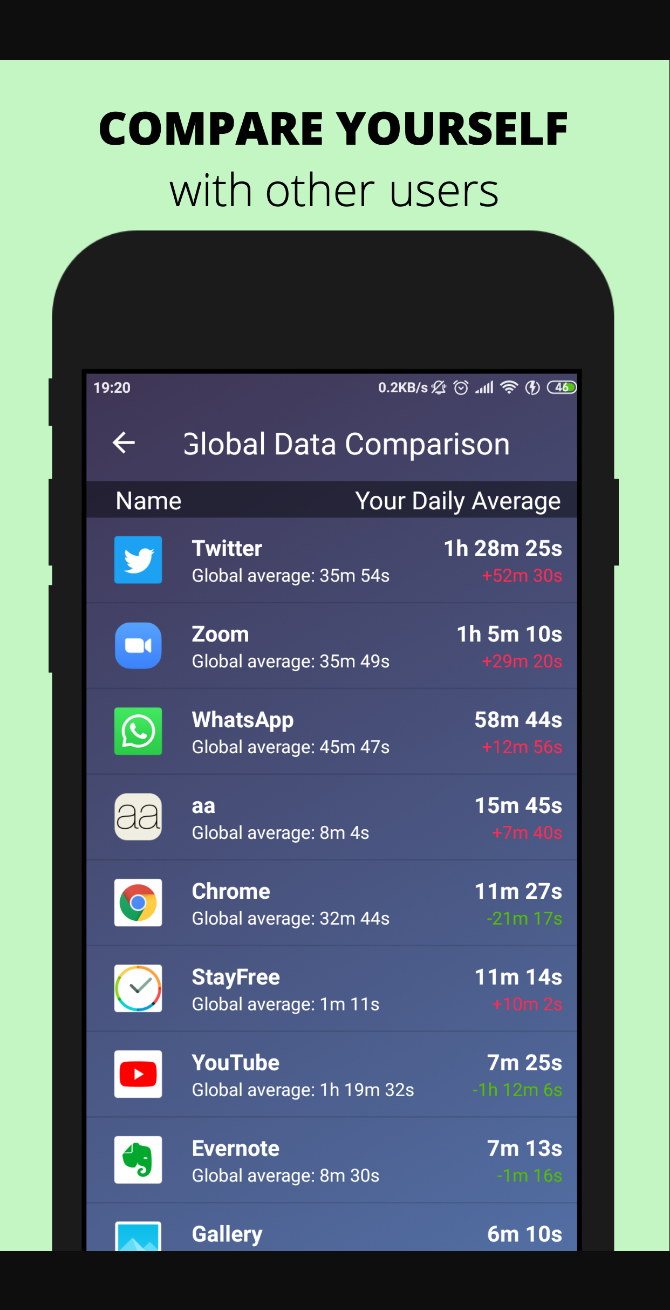 COMPARE YOURSELF
with other users
19:20 0.2KB/s 46
Global Data Comparison
Name Your Daily Average
Twitter 1h 28m 25s
Global average: 35m 54s +52m 30s
Zoom 1h 5m 10s
Global average: 35m 49s +29m 20s
WhatsApp 58m 44s
Global average: 45m 47s +12m 56s
aa aa 15m 45s
Global average: 8m 4s +7m 40s
Chrome 11m 27s
Global average: 32m 44s -21m 17s
StayFree 11m 14s
Global average: 1m 11s +10m 2s
YouTube 7m 25s
Global average: 1h 19m 32s -1h 12m 6s
Evernote 7m 13s
Global average: 8m 30s -1m 16s
Gallery 6m 10s